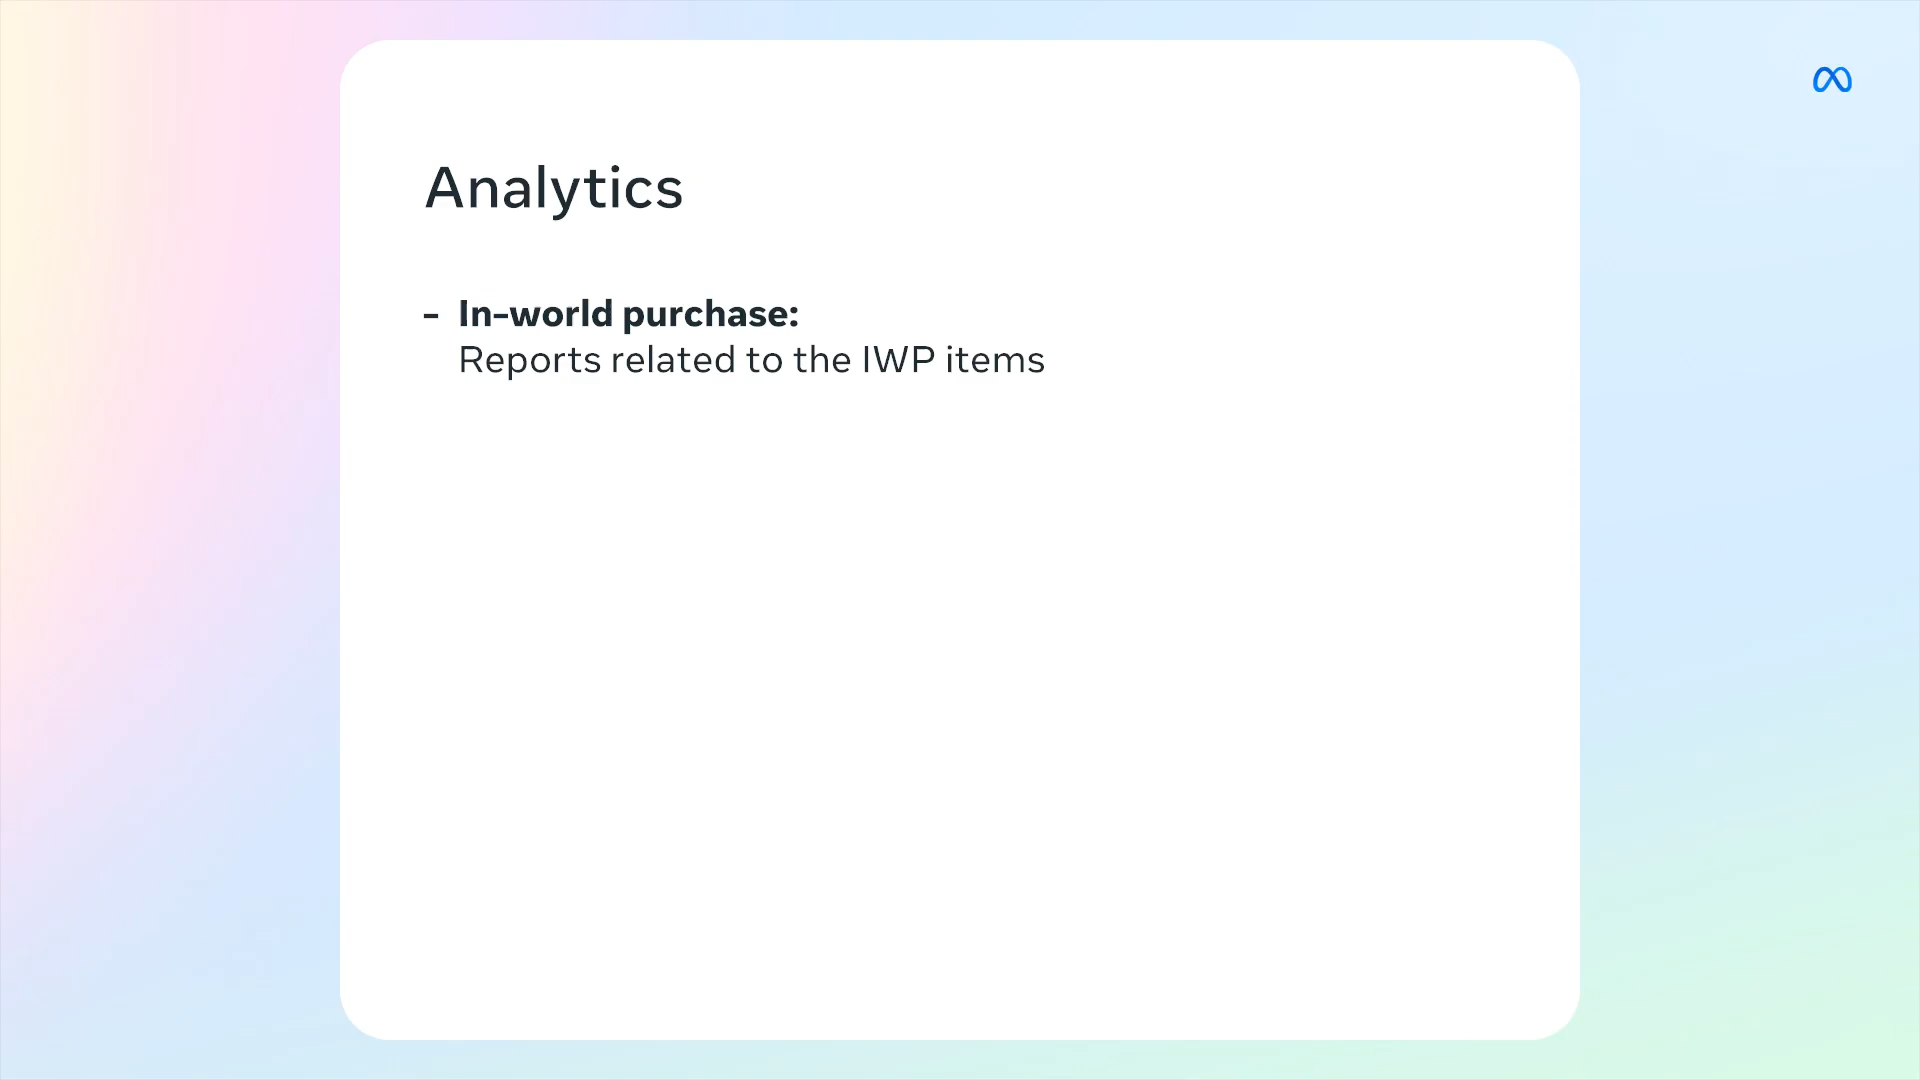 Analytics
- In-world purchase:
Reports related to the IWP items